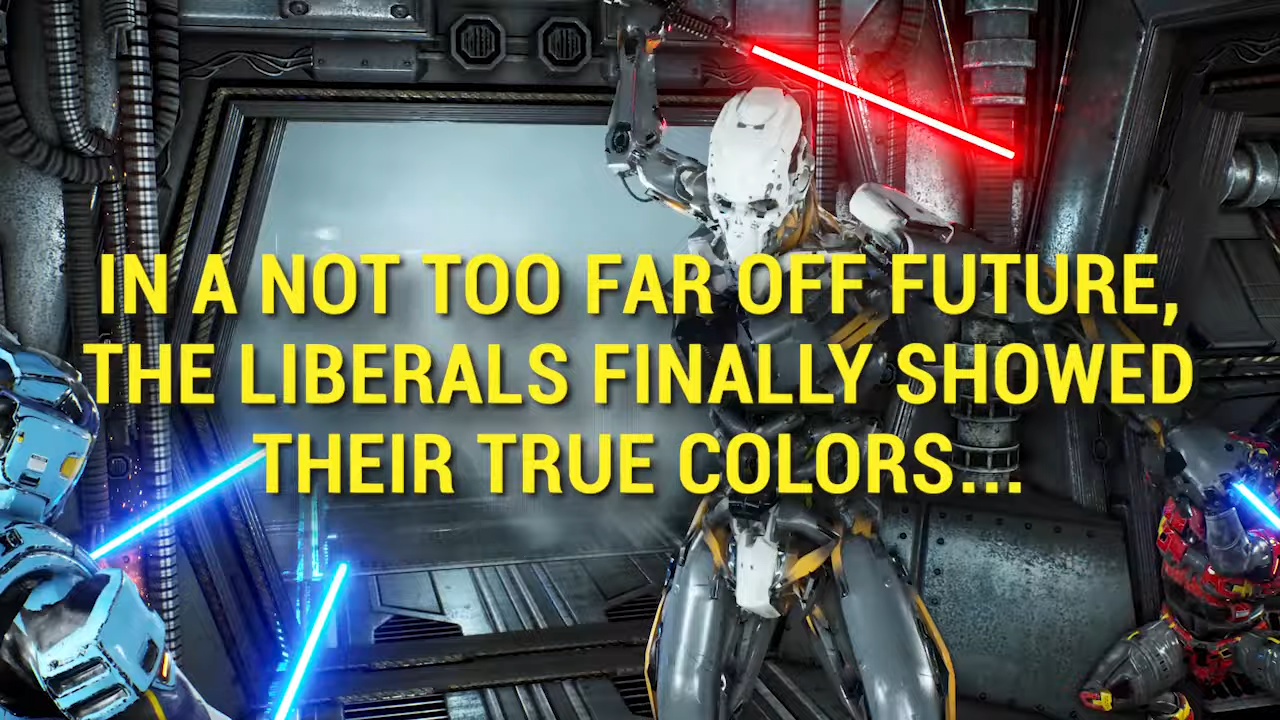 IN A NOT TOO FAR OFF FUTURE,
THE LIBERALS FINALLY SHOWED
THEIR TRUE COLORS...